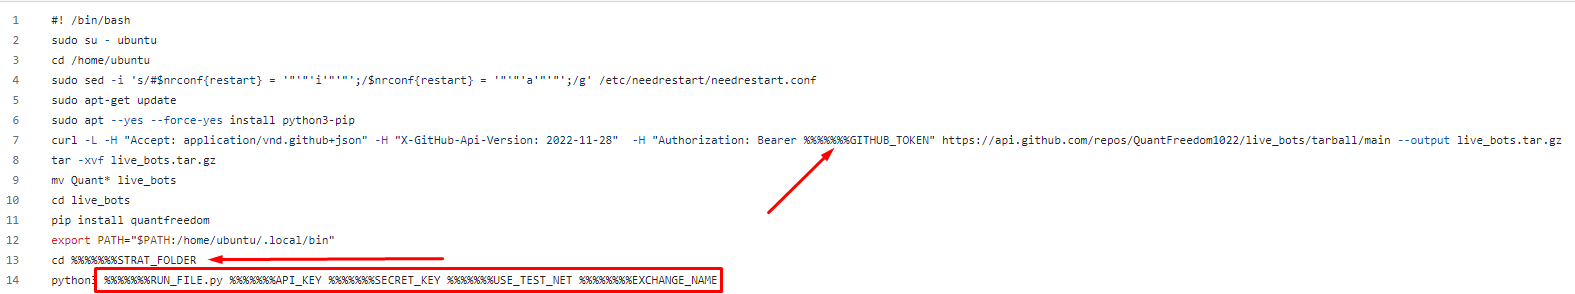 1 #! /bin/bash
2 sudo su - ubuntu
3 cd /home/ubuntu
4 sudo sed -i 's/#$nrconf{restart} = '"'"'i'"'"';/$nrconf{restart} = '"'"'a'"'"';/g' /etc/needrestart/needrestart.conf
5 sudo apt-get update
6 sudo apt --yes --force-yes install python3-pip
7 curl -L -H "Accept: application/vnd.github+json" -H "X-GitHub-Api-Version: 2022-11-28"  -H "Authorization: Bearer %%%%%%%GITHUB_TOKEN" https://api.github.com/repos/QuantFreedom1022/live_bots/tarball/main --output live_bots.tar.gz
8 tar -xvf live_bots.tar.gz
9 mv Quant* live_bots
10 cd live_bots
11 pip install quantfreedom
12 export PATH="$PATH:/home/ubuntu/.local/bin"
13 cd %%%%%%%STRAT_FOLDER
14 python3 %%%%%%%RUN_FILE.py %%%%%%%API_KEY %%%%%%%SECRET_KEY %%%%%%%USE_TEST_NET %%%%%%%%EXCHANGE_NAME